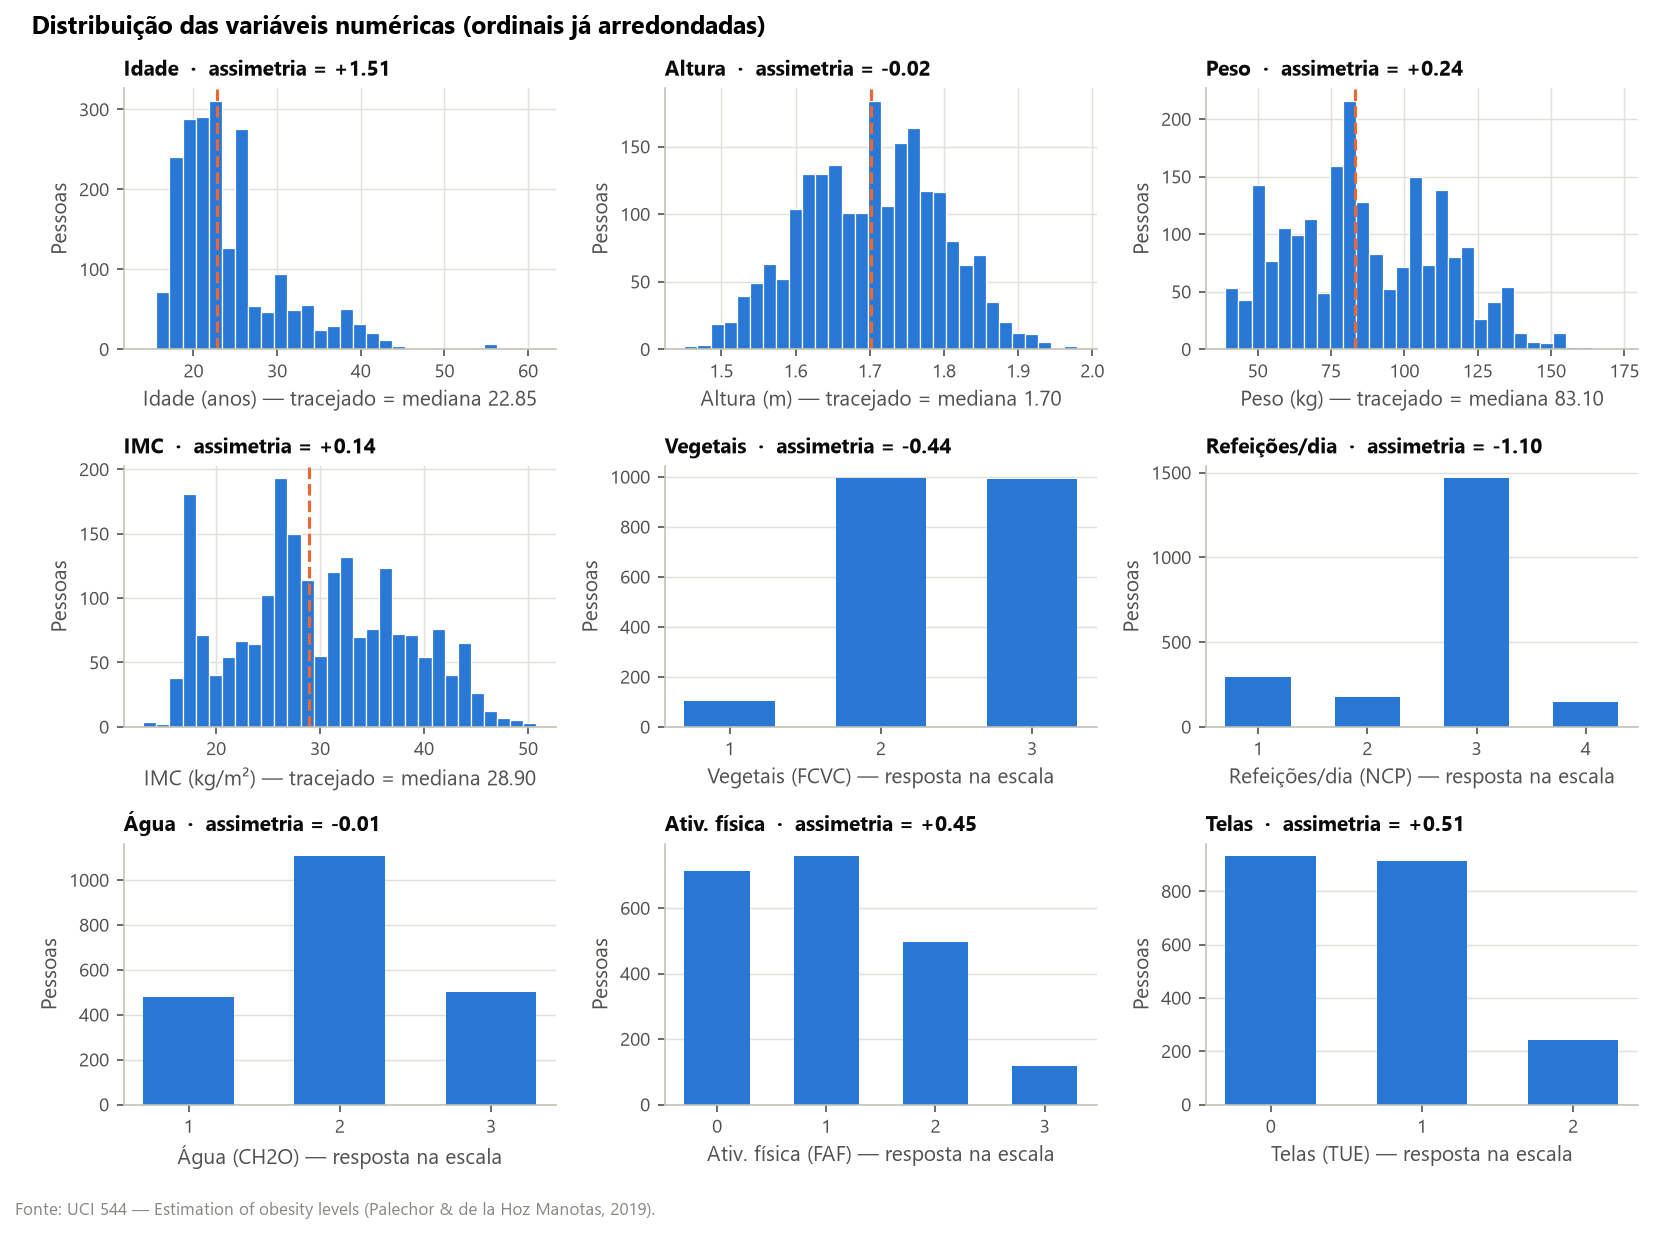 Distribuição das variáveis numéricas (ordinais já arredondadas)
Idade · assimetria = +1.51
Pessoas
300
200
100
0
20 30 40 50 60
Idade (anos) — tracejado = mediana 22.85
Altura · assimetria = -0.02
Pessoas
150
100
50
0
1.5 1.6 1.7 1.8 1.9 2.0
Altura (m) — tracejado = mediana 1.70
Peso · assimetria = +0.24
Pessoas
200
150
100
50
0
50 75 100 125 150 175
Peso (kg) — tracejado = mediana 83.10
IMC · assimetria = +0.14
Pessoas
200
150
100
50
0
20 30 40 50
IMC (kg/m²) — tracejado = mediana 28.90
Vegetais · assimetria = -0.44
Pessoas
1000
800
600
400
200
0
1 2 3
Vegetais (FCVC) — resposta na escala
Refeições/dia · assimetria = -1.10
Pessoas
1500
1000
500
0
1 2 3 4
Refeições/dia (NCP) — resposta na escala
Água · assimetria = -0.01
Pessoas
1000
800
600
400
200
0
1 2 3
Água (CH2O) — resposta na escala
Ativ. física · assimetria = +0.45
Pessoas
600
400
200
0
0 1 2 3
Ativ. física (FAF) — resposta na escala
Telas · assimetria = +0.51
Pessoas
800
600
400
200
0
0 1 2
Telas (TUE) — resposta na escala
Fonte: UCI 544 — Estimation of obesity levels (Palechor & de la Hoz Manotas, 2019).